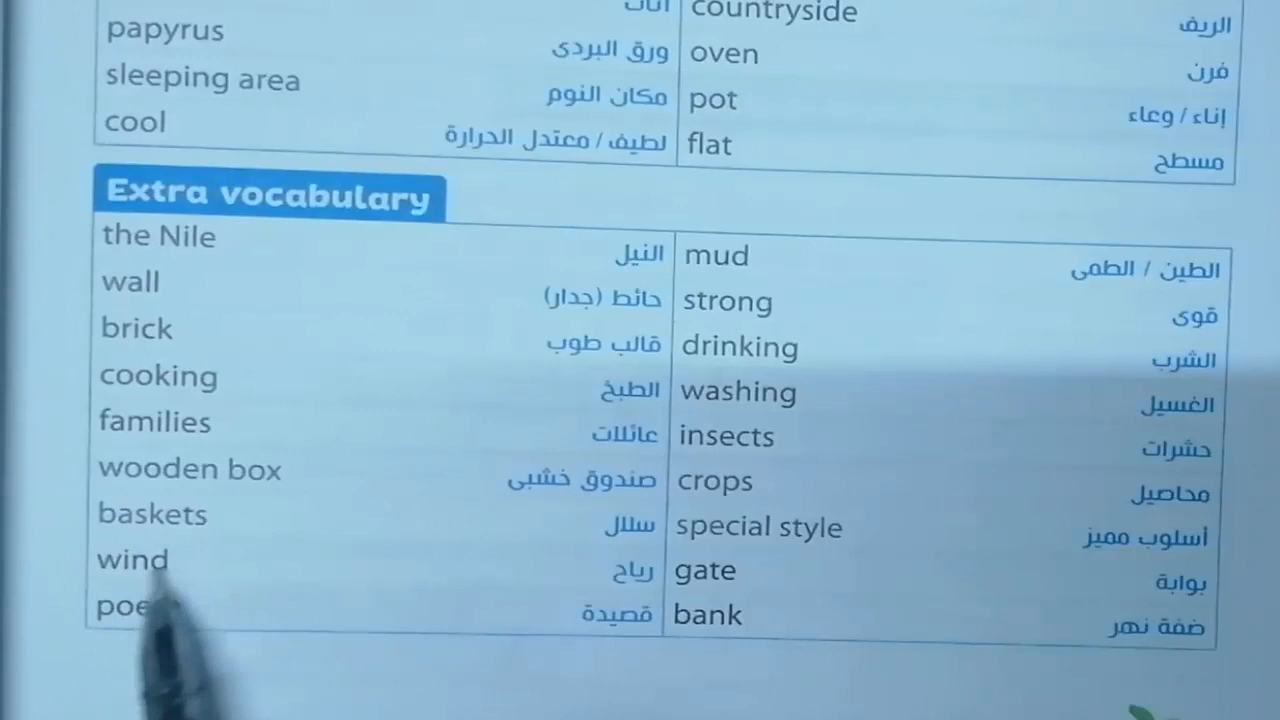 papyrus ورق البردى
sleeping area مكان النوم
cool لطيف / معتدل الحرارة
countryside الريف
oven فرن
pot إناء / وعاء
flat مسطح
Extra vocabulary
the Nile النيل
wall حائط (جدار)
brick قالب طوب
cooking الطبخ
families عائلات
wooden box صندوق خشبى
baskets سلال
wind رياح
قصيدة
mud الطين / الطمى
strong قوى
drinking الشرب
washing الغسيل
insects حشرات
crops محاصيل
special style أسلوب مميز
gate بوابة
bank ضفة نهر